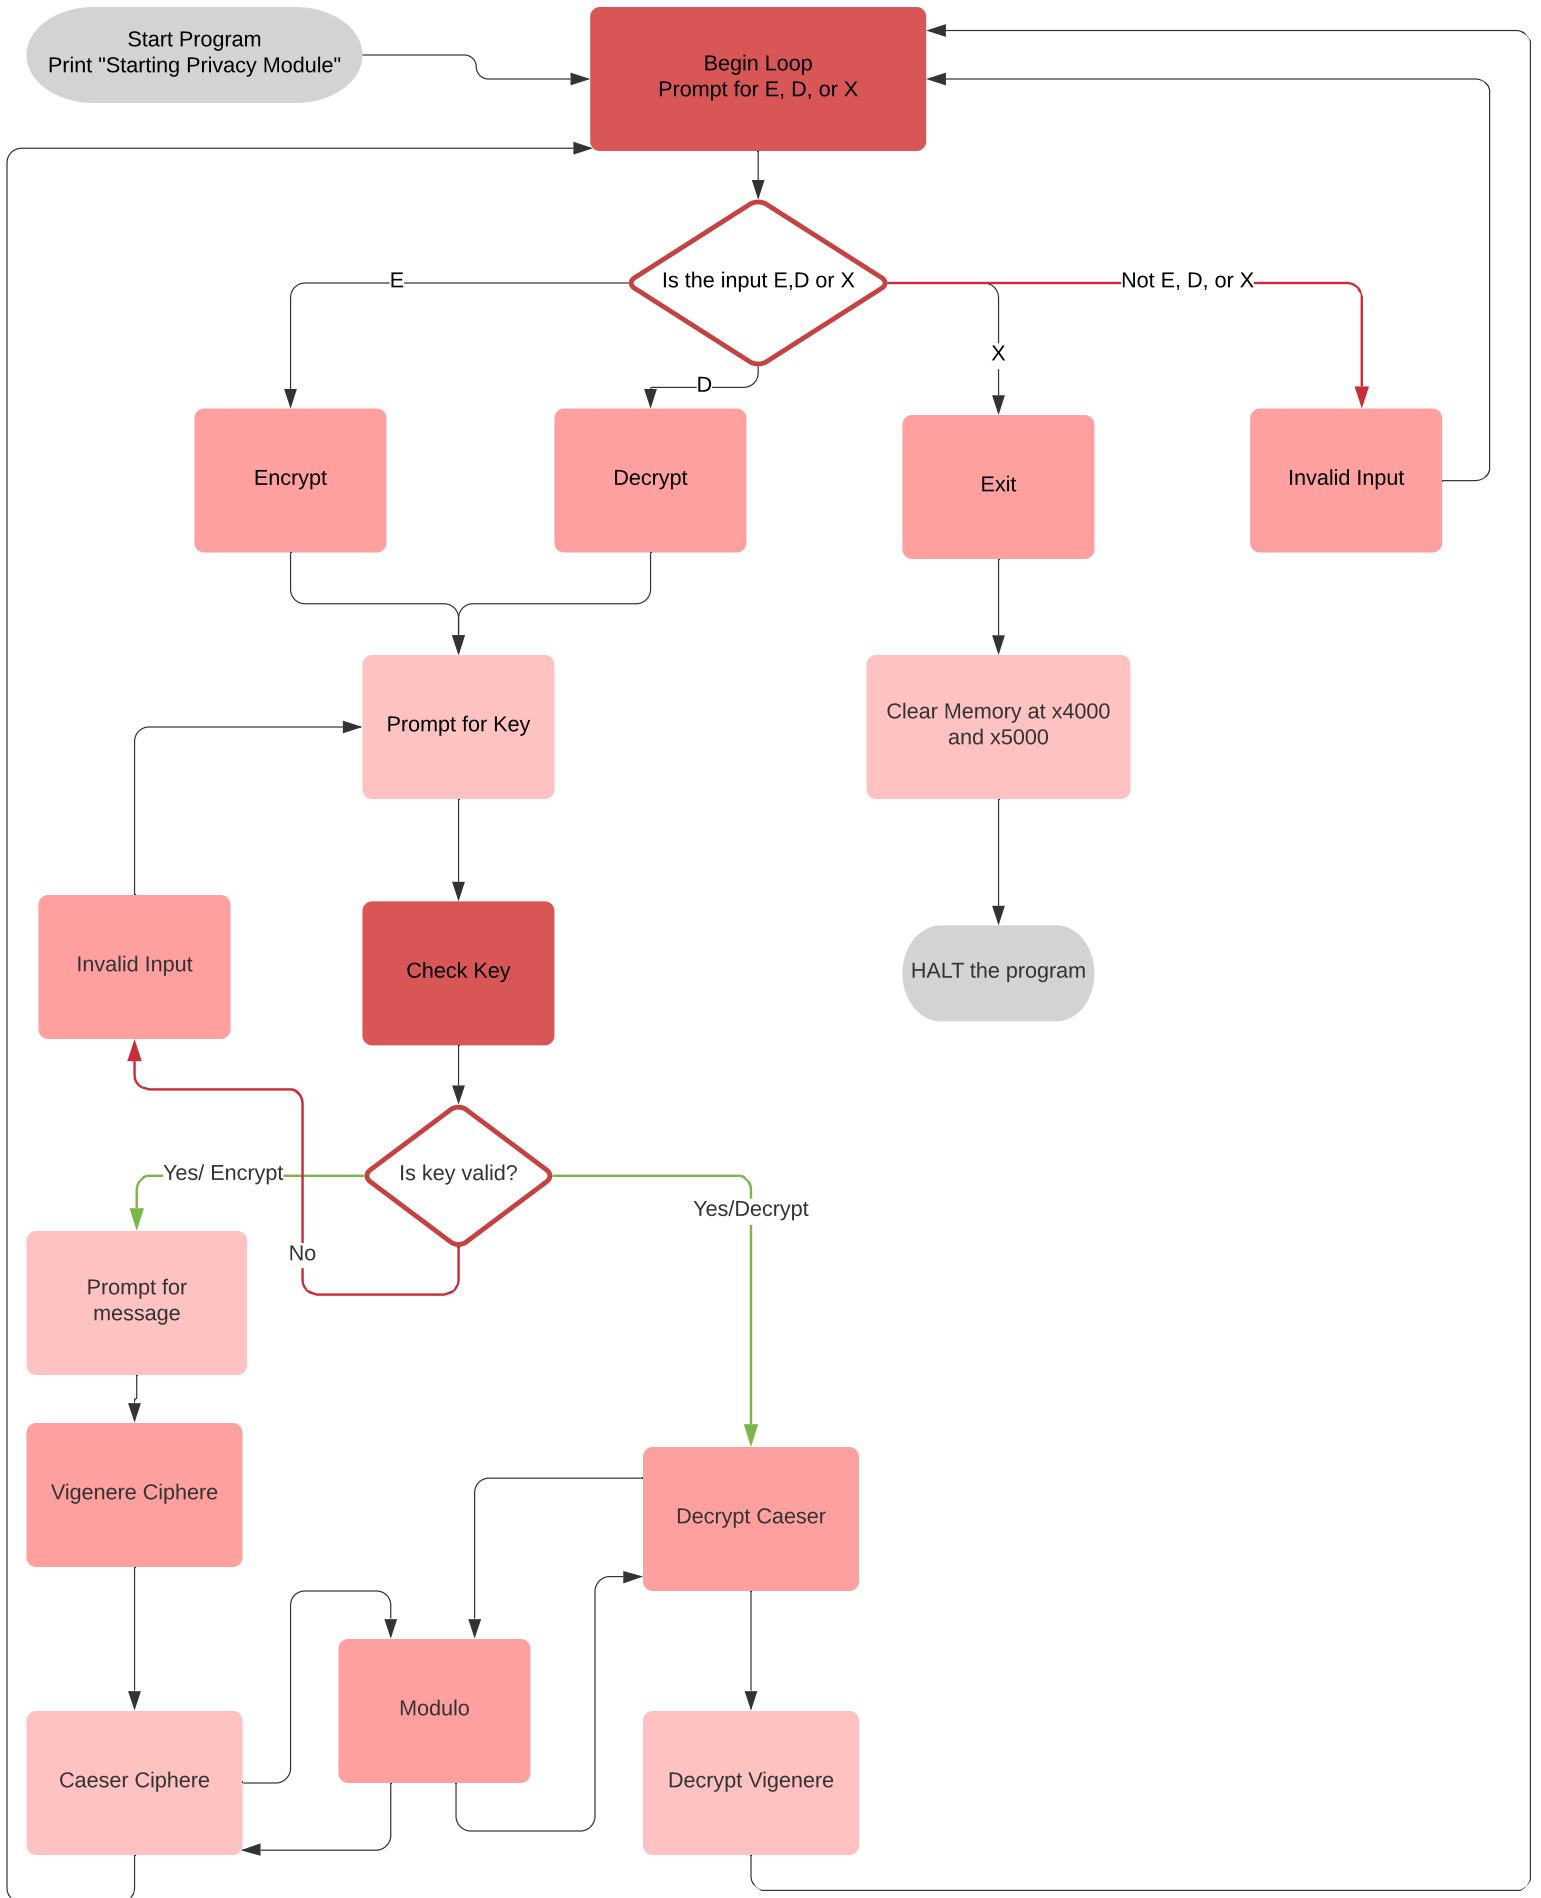 Start Program
Print "Starting Privacy Module"
Begin Loop
Prompt for E, D, or X
Is the input E,D or X
E
Not E, D, or X
X
D
Encrypt
Decrypt
Exit
Invalid Input
Prompt for Key
Clear Memory at x4000
and x5000
Invalid Input
Check Key
HALT the program
Yes/ Encrypt
Is key valid?
Yes/Decrypt
No
Prompt for
message
Vigenere Ciphere
Decrypt Caeser
Modulo
Caeser Ciphere
Decrypt Vigenere